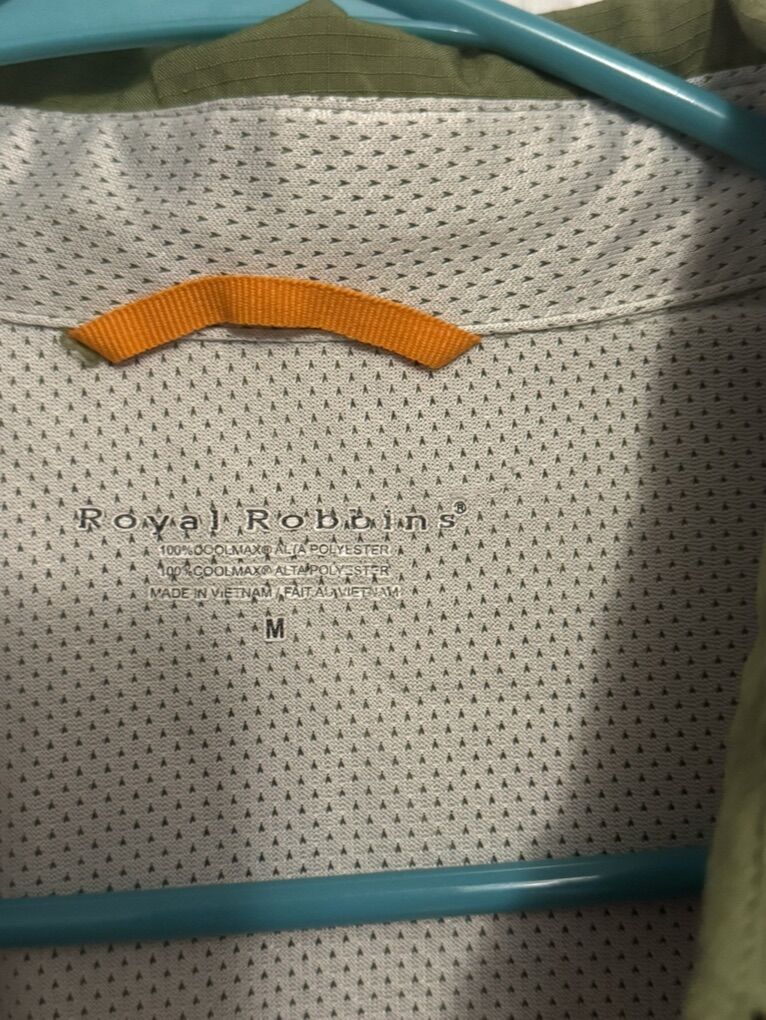 Royal Robbins®
100% COOLMAX® ALTA POLYESTER
100% COOLMAX® ALTA POLYESTER
MADE IN VIETNAM / FAIT AU VIETNAM
M